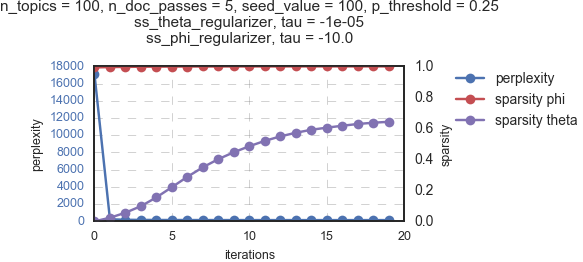 n_topics = 100, n_doc_passes = 5, seed_value = 100, p_threshold = 0.25
ss_theta_regularizer, tau = -1e-05
ss_phi_regularizer, tau = -10.0
18000
16000
14000
12000
10000
8000
6000
4000
2000
0
perplexity
0
5
10
15
20
iterations
1.0
0.8
0.6
0.4
0.2
0.0
sparsity
perplexity
sparsity phi
sparsity theta